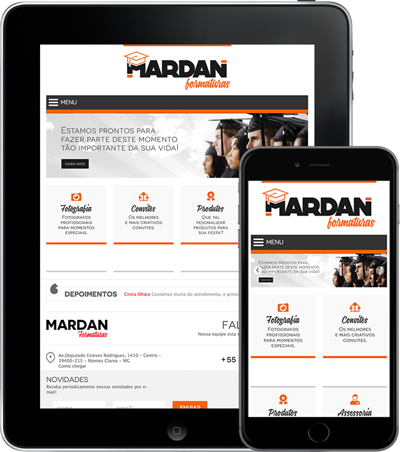 MARDAN
formaturas
MENU
Estamos prontos para
fazer parte deste momento
tão importante da sua vida!
SAIBA MAIS
Fotografia
Fotografos
profissionais
para momentos
especiais.
Convites
Os melhores
e mais criativos
convites.
Produtos
Que tal
pesonalizar
produtos para
sua festa?
DEPOIMENTOS
Cintia Ohara Gostamos muito do atendimento, e princi
MARDAN
Formaturas
FAL
Nossa equipe esta
Av.Deputado Esteves Rodrigues, 1410 - Centro -
39400-215 - Montes Claros - MG
Como chegar
+55
NOVIDADES
Receba periodicamente nossas novidades por e-
mail!
nome
email
MARDAN
formaturas
MENU
Estamos prontos para
fazer parte deste momento
tão importante da sua vida!
SAIBA MAIS
Fotografia
Fotografos
profissionais
para momentos
especiais.
Convites
Os melhores
e mais criativos
convites.
Produtos
Assessoria